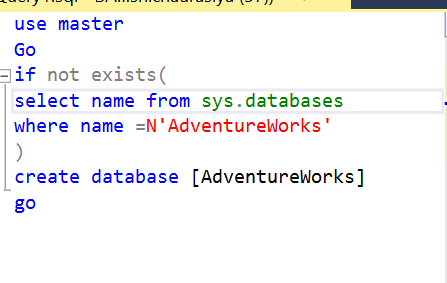 use master
Go
if not exists(
select name from sys.databases
where name =N'AdventureWorks'
)
create database [AdventureWorks]
go